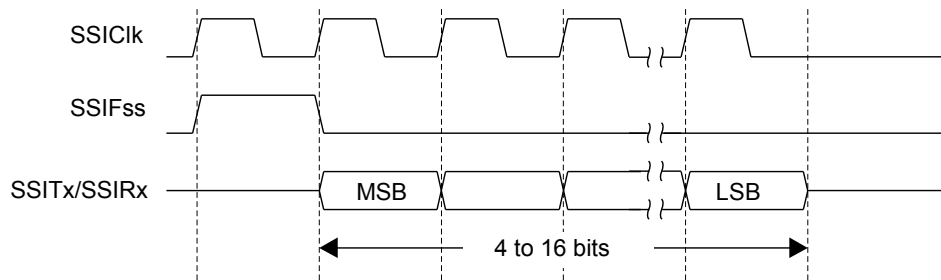 SSIClk
SSIFss
SSITx/SSIRx
MSB
LSB
4 to 16 bits